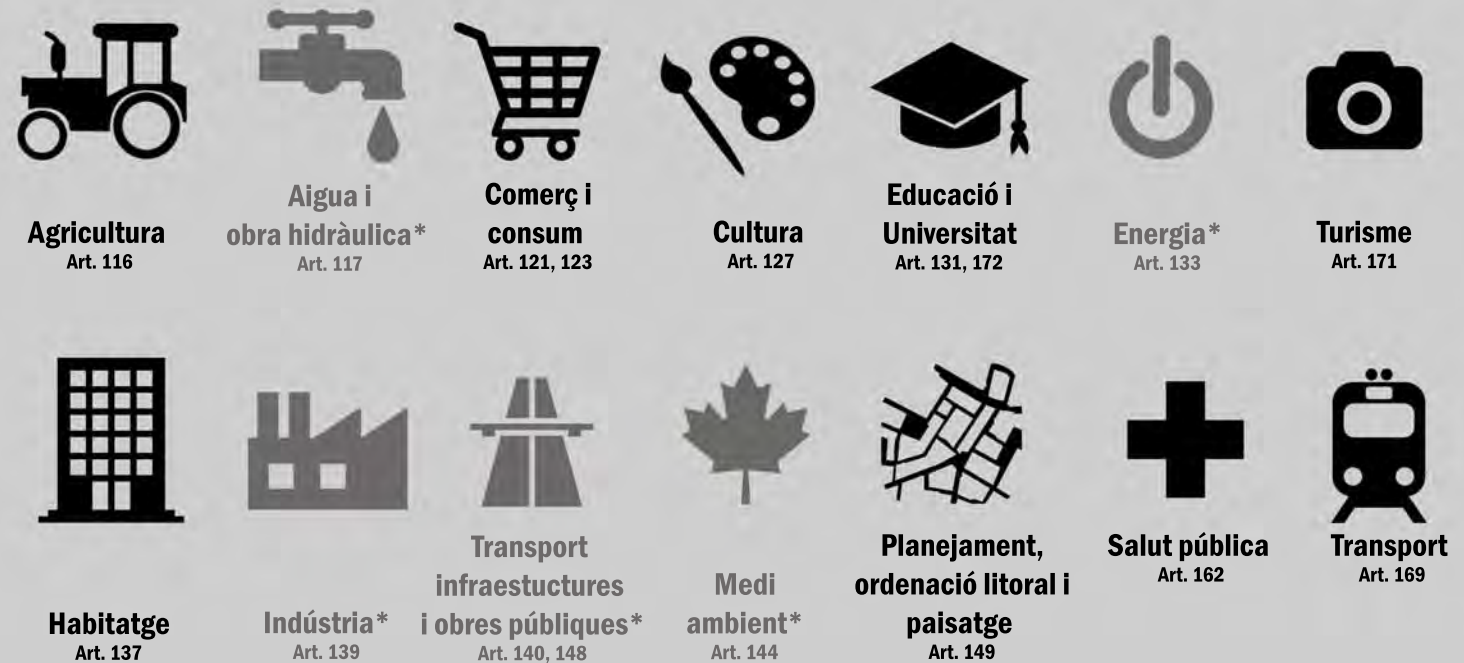 Agricultura
Art. 116
Aigua i
obra hidràulica*
Art. 117
Comerç i
consum
Art. 121, 123
Cultura
Art. 127
Educació i
Universitat
Art. 131, 172
Energia*
Art. 133
Turisme
Art. 171
Habitatge
Art. 137
Indústria*
Art. 139
Transport
infraestuctures
i obres públiques*
Art. 140, 148
Medi
ambient*
Art. 144
Planejament,
ordenació litoral i
paisatge
Art. 149
Salut pública
Art. 162
Transport
Art. 169